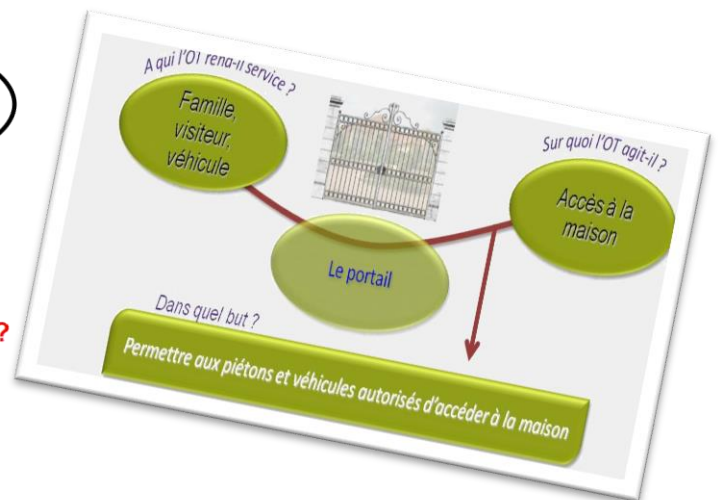 A qui l'OT rend-il service ?
Famille,
visiteur,
véhicule
Sur quoi l'OT agit-il ?
Accès à la
maison
Le portail
Dans quel but ?
?
Permettre aux piétons et véhicules autorisés d'accéder à la maison